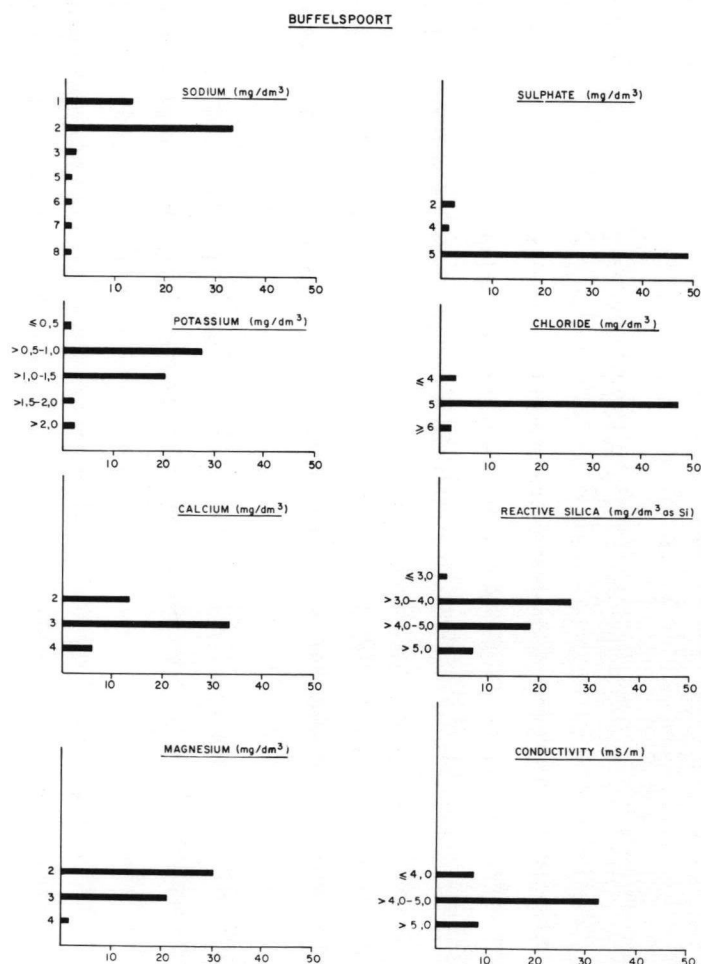 BUFFELSPOORT
SODIUM (mg/dm³)
1
2
3
5
6
7
8
10 20 30 40 50
SULPHATE (mg/dm³)
2
4
5
10 20 30 40 50
POTASSIUM (mg/dm³)
≤ 0,5
>0,5-1,0
>1,0-1,5
>1,5-2,0
>2,0
10 20 30 40 50
CHLORIDE (mg/dm³)
≤4
5
≥6
10 20 30 40 50
CALCIUM (mg/dm³)
2
3
4
10 20 30 40 50
REACTIVE SILICA (mg/dm³ as Si)
≤3,0
>3,0-4,0
>4,0-5,0
>5,0
10 20 30 40 50
MAGNESIUM (mg/dm³)
2
3
4
10 20 30 40 50
CONDUCTIVITY (mS/m)
≤4,0
>4,0-5,0
>5,0
10 20 30 40 50